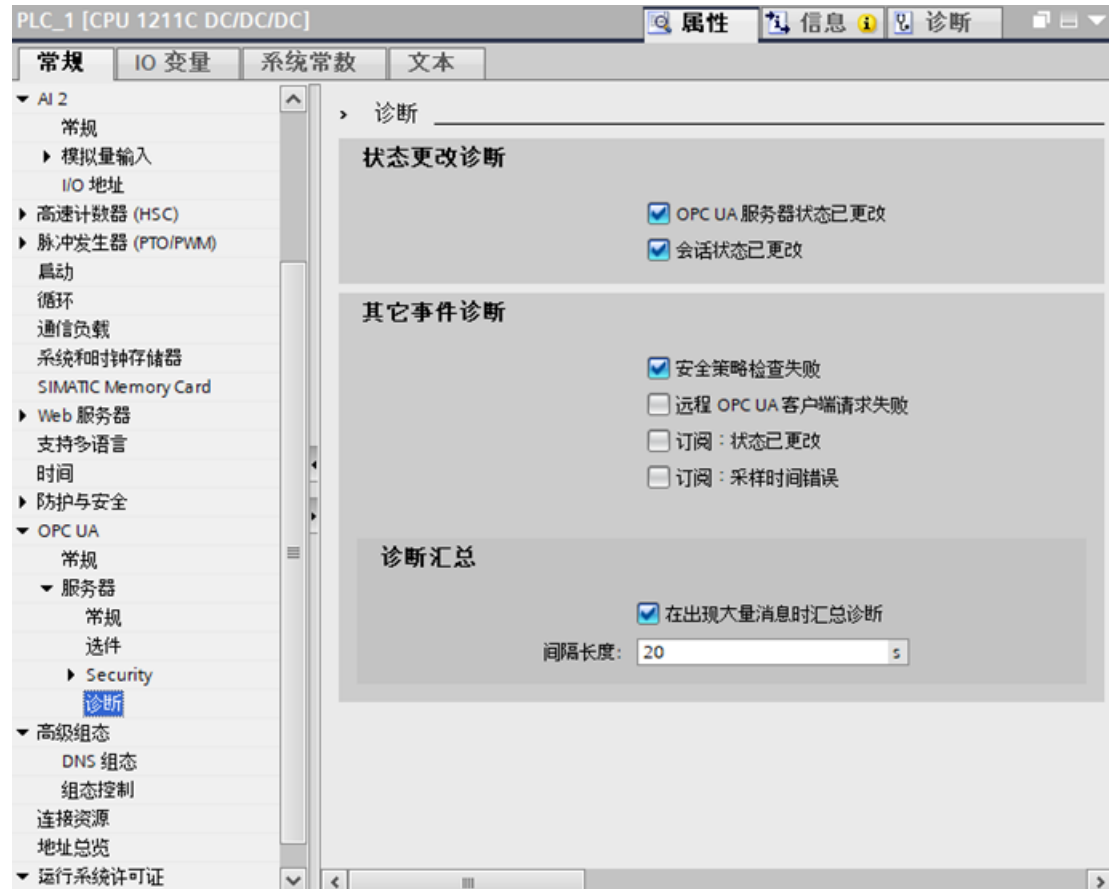 PLC_1 [CPU 1211C DC/DC/DC]
属性
信息
诊断
常规
IO 变量
系统常数
文本
AI 2
常规
模拟量输入
I/O 地址
高速计数器 (HSC)
脉冲发生器 (PTO/PWM)
启动
循环
通信负载
系统和时钟存储器
SIMATIC Memory Card
Web 服务器
支持多语言
时间
防护与安全
OPC UA
常规
服务器
常规
选件
Security
诊断
高级组态
DNS 组态
组态控制
连接资源
地址总览
运行系统许可证
诊断
状态更改诊断
OPC UA 服务器状态已更改
会话状态已更改
其它事件诊断
安全策略检查失败
远程 OPC UA 客户端请求失败
订阅：状态已更改
订阅：采样时间错误
诊断汇总
在出现大量消息时汇总诊断
间隔长度: 20 s